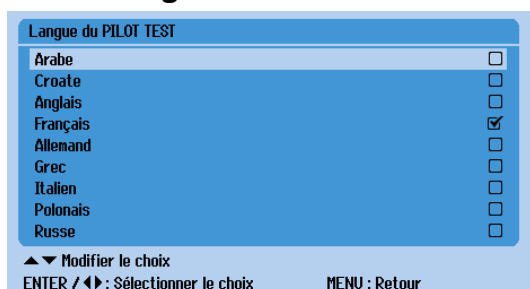 Langue du PILOT TEST
Arabe
Croate
Anglais
Français
Allemand
Grec
Italien
Polonais
Russe
▲▼ Modifier le choix
ENTER / ◀▶ : Sélectionner le choix MENU : Retour